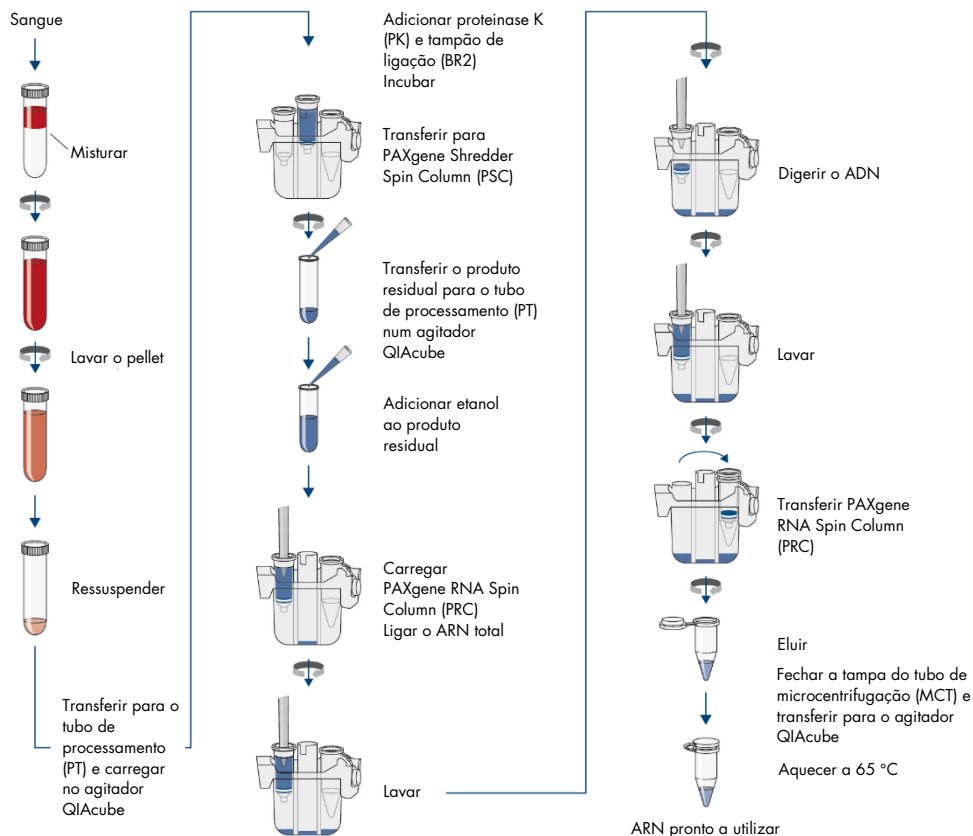 Sangue
Misturar
Lavar o pellet
Ressuspender
Transferir para o
tubo de
processamento
(PT) e carregar
no agitador
QIAcube
Adicionar proteinase K
(PK) e tampão de
ligação (BR2)
Incubar
Transferir para
PAXgene Shredder
Spin Column (PSC)
Transferir o produto
residual para o tubo
de processamento (PT)
num agitador
QIAcube
Adicionar etanol
ao produto
residual
Carregar
PAXgene RNA Spin
Column (PRC)
Ligar o ARN total
Lavar
Digerir o ADN
Lavar
Transferir PAXgene
RNA Spin Column
(PRC)
Eluir
Fechar a tampa do tubo de
microcentrifugação (MCT) e
transferir para o agitador
QIAcube
Aquecer a 65 °C
ARN pronto a utilizar